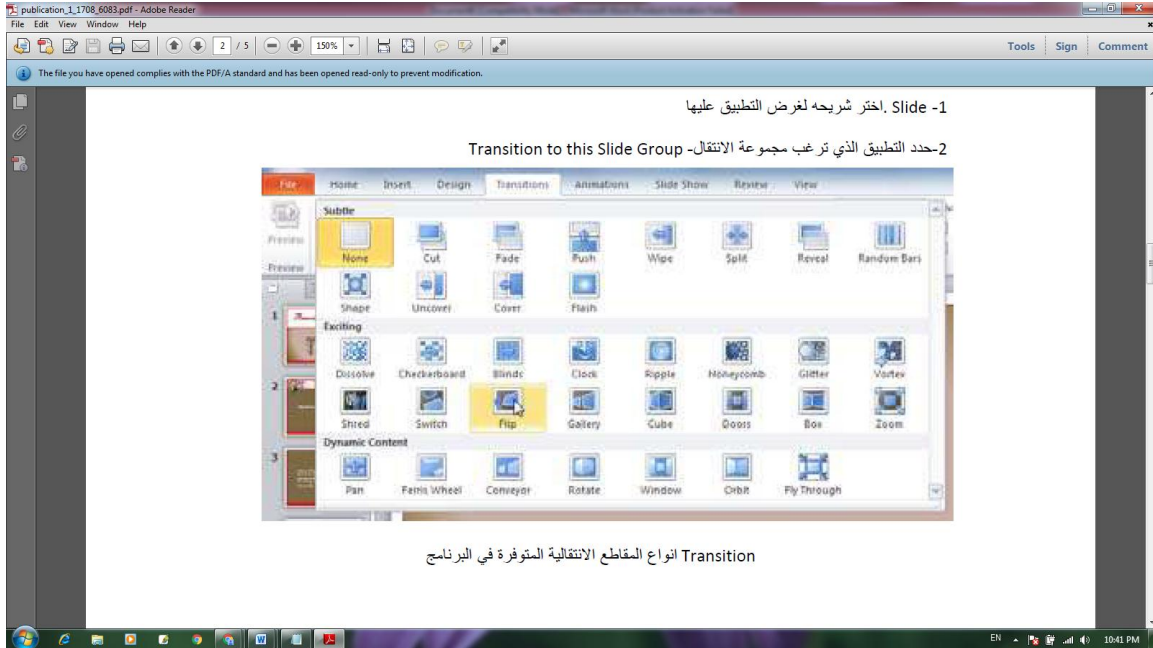 publication_1_1708_6083.pdf - Adobe Reader
File Edit View Window Help
2 / 5 150% Tools Sign Comment
The file you have opened complies with the PDF/A standard and has been opened read-only to prevent modification.
1- Slide .اختر شريحه لغرض التطبيق عليها
2-حدد التطبيق الذي ترغب مجموعة الانتقال- Transition to this Slide Group
File Home Insert Design Transitions Animations Slide Show Review View
Subtle
Preview
None Cut Fade Push Wipe Split Reveal Random Bars
Preview
Shape Uncover Cover Flash
1
Exciting
Dissolve Checkerboard Blinds Clock Ripple Honeycomb Glitter Vortex
2
Shred Switch Flip Gallery Cube Doors Box Zoom
Dynamic Content
3
Pan Ferris Wheel Conveyor Rotate Window Orbit Fly Through
Transition انواع المقاطع الانتقالية المتوفرة في البرنامج
EN 10:41 PM